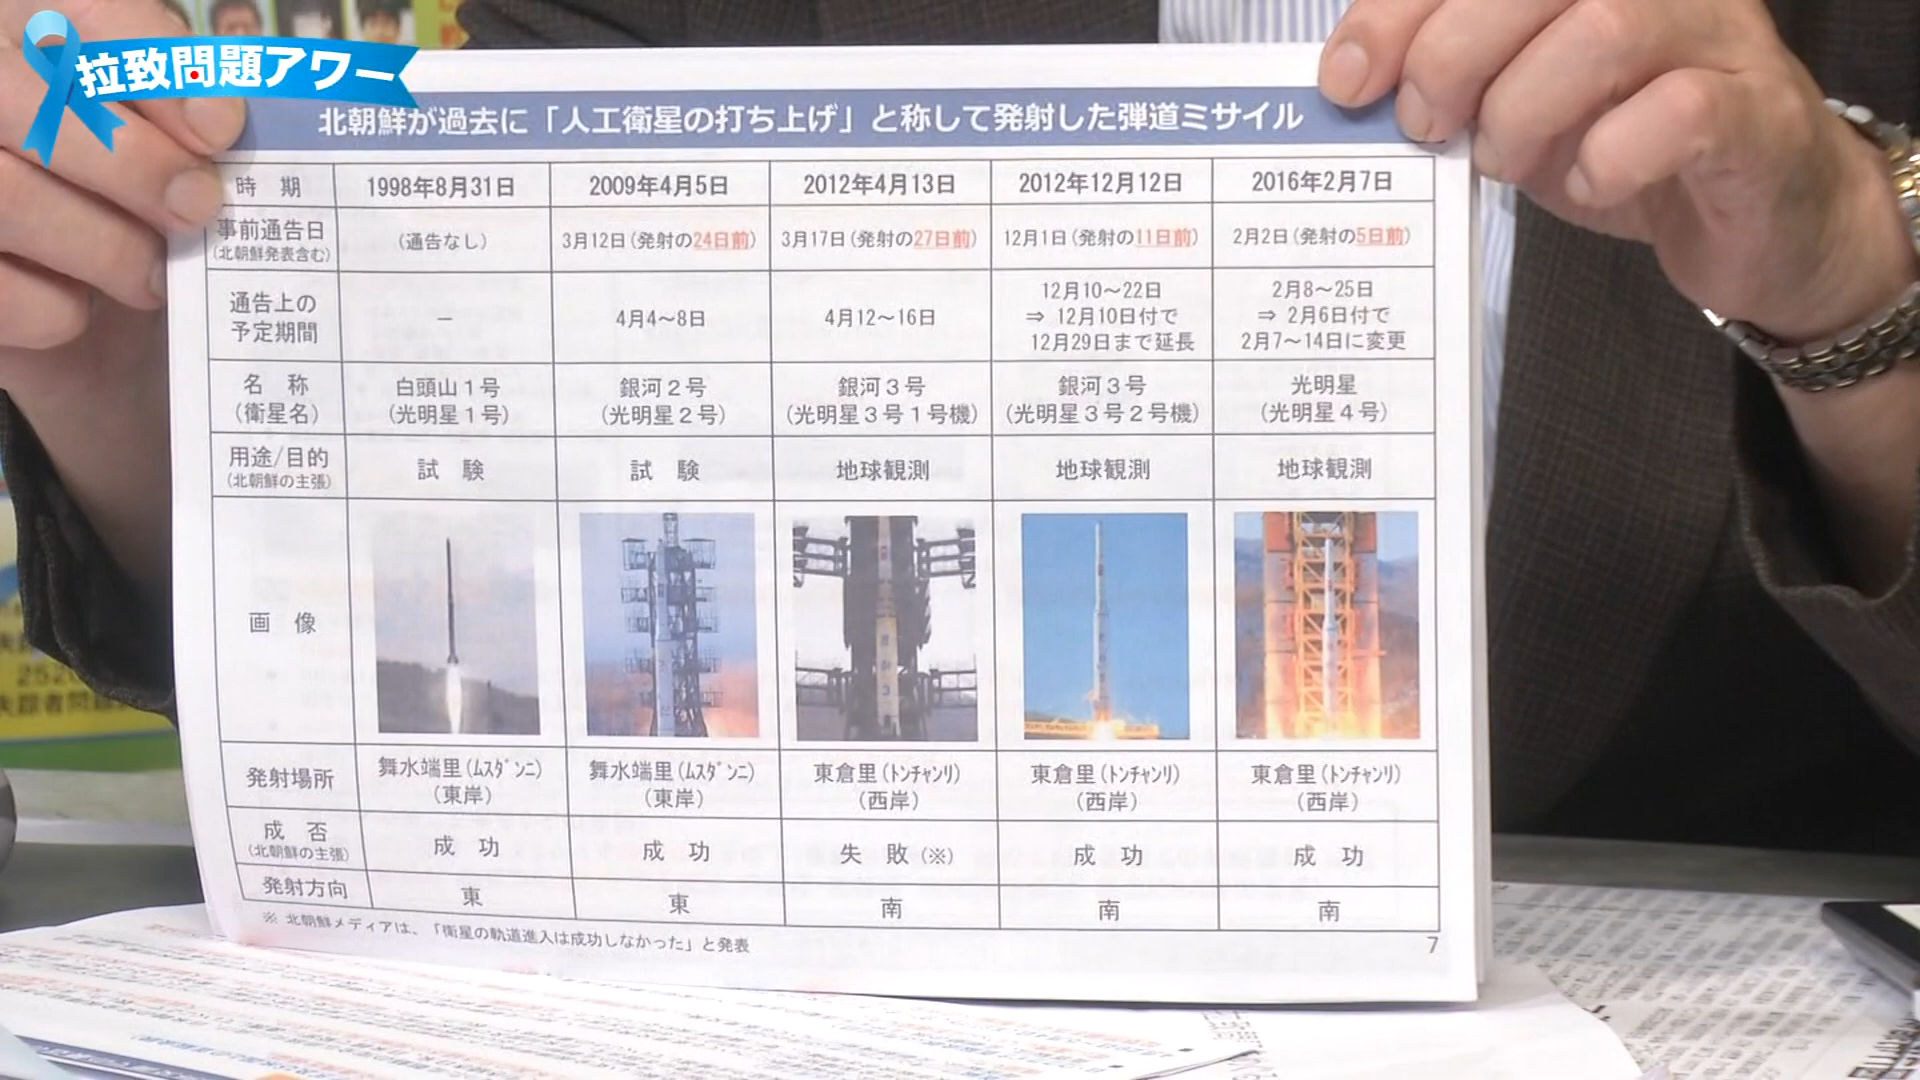 拉致問題アワー
北朝鮮が過去に「人工衛星の打ち上げ」と称して発射した弾道ミサイル
時 期 1998年8月31日 2009年4月5日 2012年4月13日 2012年12月12日 2016年2月7日
事前通告日
(北朝鮮発表含む)
(通告なし) 3月12日(発射の24日前) 3月17日(発射の27日前) 12月1日(発射の11日前) 2月2日(発射の5日前)
通告上の
予定期間
－
4月4～8日
4月12～16日
12月10～22日
⇒ 12月10日付で
12月29日まで延長
2月8～25日
⇒ 2月6日付で
2月7～14日に変更
名 称
(衛星名)
白頭山1号
(光明星1号)
銀河2号
(光明星2号)
銀河3号
(光明星3号1号機)
銀河3号
(光明星3号2号機)
光明星
(光明星4号)
用途/目的
(北朝鮮の主張)
試 験 試 験 地球観測 地球観測 地球観測
画 像
発射場所
舞水端里(ムスダンニ)
(東岸)
舞水端里(ムスダンニ)
(東岸)
東倉里(トンチャンリ)
(西岸)
東倉里(トンチャンリ)
(西岸)
東倉里(トンチャンリ)
(西岸)
成 否
(北朝鮮の主張)
成 功 成 功 失 敗(※) 成 功 成 功
発射方向 東 東 南 南 南
※ 北朝鮮メディアは、「衛星の軌道進入は成功しなかった」と発表
7